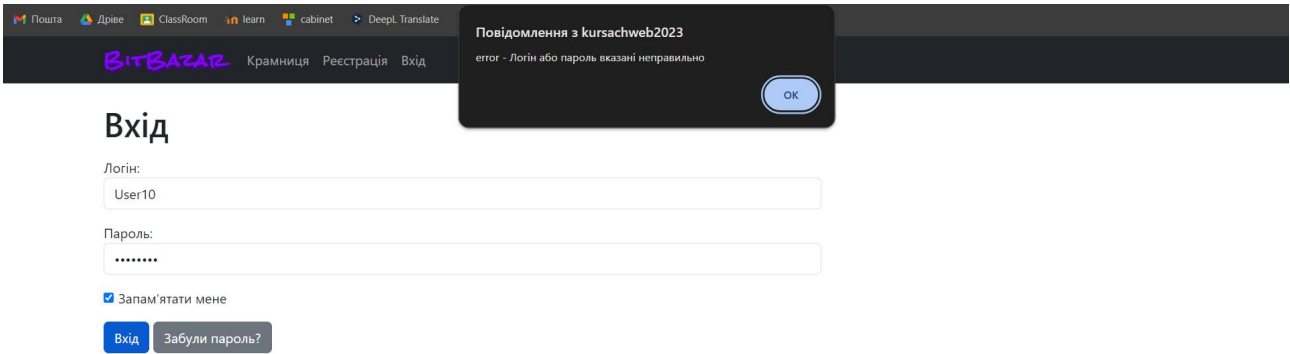 Пошта Дріве ClassRoom learn cabinet DeepL Translate
Повідомлення з kursachweb2023
error - Логін або пароль вказані неправильно
OK
BITBAZAR Крамниця Реєстрація Вхід
Вхід
Логін:
User10
Пароль:
••••••••
Запам'ятати мене
Вхід Забули пароль?